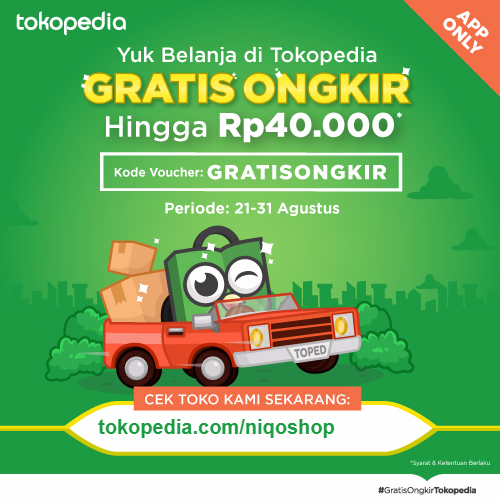 tokopedia
APP
ONLY
Yuk Belanja di Tokopedia
GRATIS ONGKIR
Hingga Rp40.000*
Kode Voucher: GRATISONGKIR
Periode: 21-31 Agustus
TOPED
CEK TOKO KAMI SEKARANG:
tokopedia.com/niqoshop
*Syarat & Ketentuan Berlaku
#GratisOngkirTokopedia